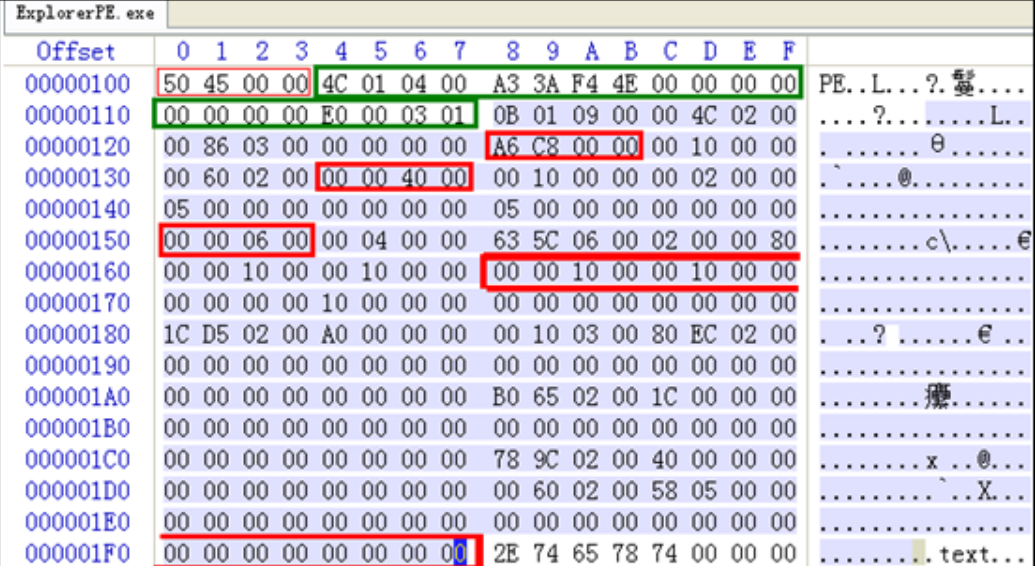 ExplorerPE.exe
Offset 0 1 2 3 4 5 6 7 8 9 A B C D E F
00000100 50 45 00 00 4C 01 04 00 A3 3A F4 4E 00 00 00 00 PE..L...?.鬘....
00000110 00 00 00 00 E0 00 03 01 0B 01 09 00 00 4C 02 00 ....?........L..
00000120 00 86 03 00 00 00 00 00 A6 C8 00 00 00 10 00 00 . ....... θ......
00000130 00 60 02 00 00 00 40 00 00 10 00 00 00 02 00 00 .`....@.........
00000140 05 00 00 00 00 00 00 00 05 00 00 00 00 00 00 00 ................
00000150 00 00 06 00 00 04 00 00 63 5C 06 00 02 00 00 80 ........c\.....€
00000160 00 00 10 00 00 10 00 00 00 00 10 00 00 10 00 00 ................
00000170 00 00 00 00 10 00 00 00 00 00 00 00 00 00 00 00 ................
00000180 1C D5 02 00 A0 00 00 00 00 10 03 00 80 EC 02 00 . ..? ......€ ..
00000190 00 00 00 00 00 00 00 00 00 00 00 00 00 00 00 00 ................
000001A0 00 00 00 00 00 00 00 00 B0 65 02 00 1C 00 00 00 ........ ......
000001B0 00 00 00 00 00 00 00 00 00 00 00 00 00 00 00 00 ................
000001C0 00 00 00 00 00 00 00 00 78 9C 02 00 40 00 00 00 ........x ..@...
000001D0 00 00 00 00 00 00 00 00 00 60 02 00 58 05 00 00 .........`..X...
000001E0 00 00 00 00 00 00 00 00 00 00 00 00 00 00 00 00 ................
000001F0 00 00 00 00 00 00 00 00 2E 74 65 78 74 00 00 00 .........text...